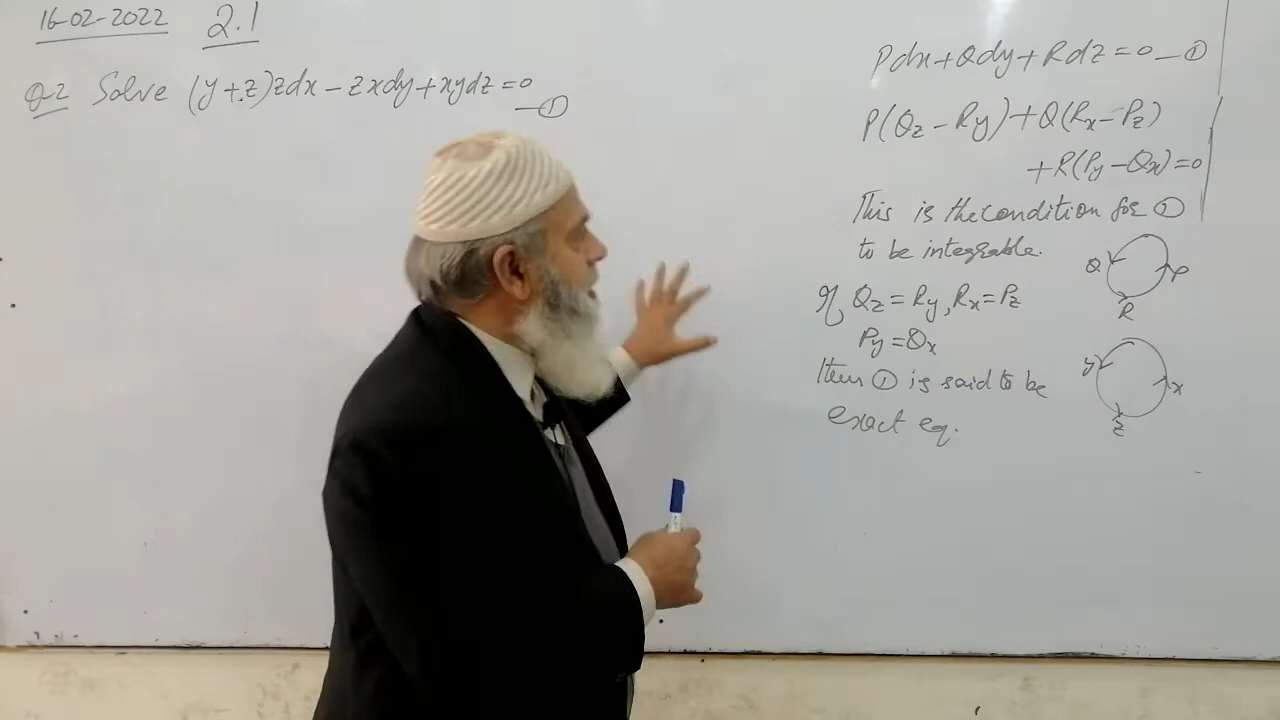 16-02-2022 2.1
Q2 Solve (y+z)zdx - zxdy + xydz = 0
—①
Pdx+Qdy+Rdz=0 —①
P(Qz - Ry) + Q(Rx - Pz)
+R(Py - Qx)=0
This is the condition for ①
to be integrable.
Q P
R
If Qz = Ry, Rx = Pz
Py = Qx
then ① is said to be
exact eq.
y x
z